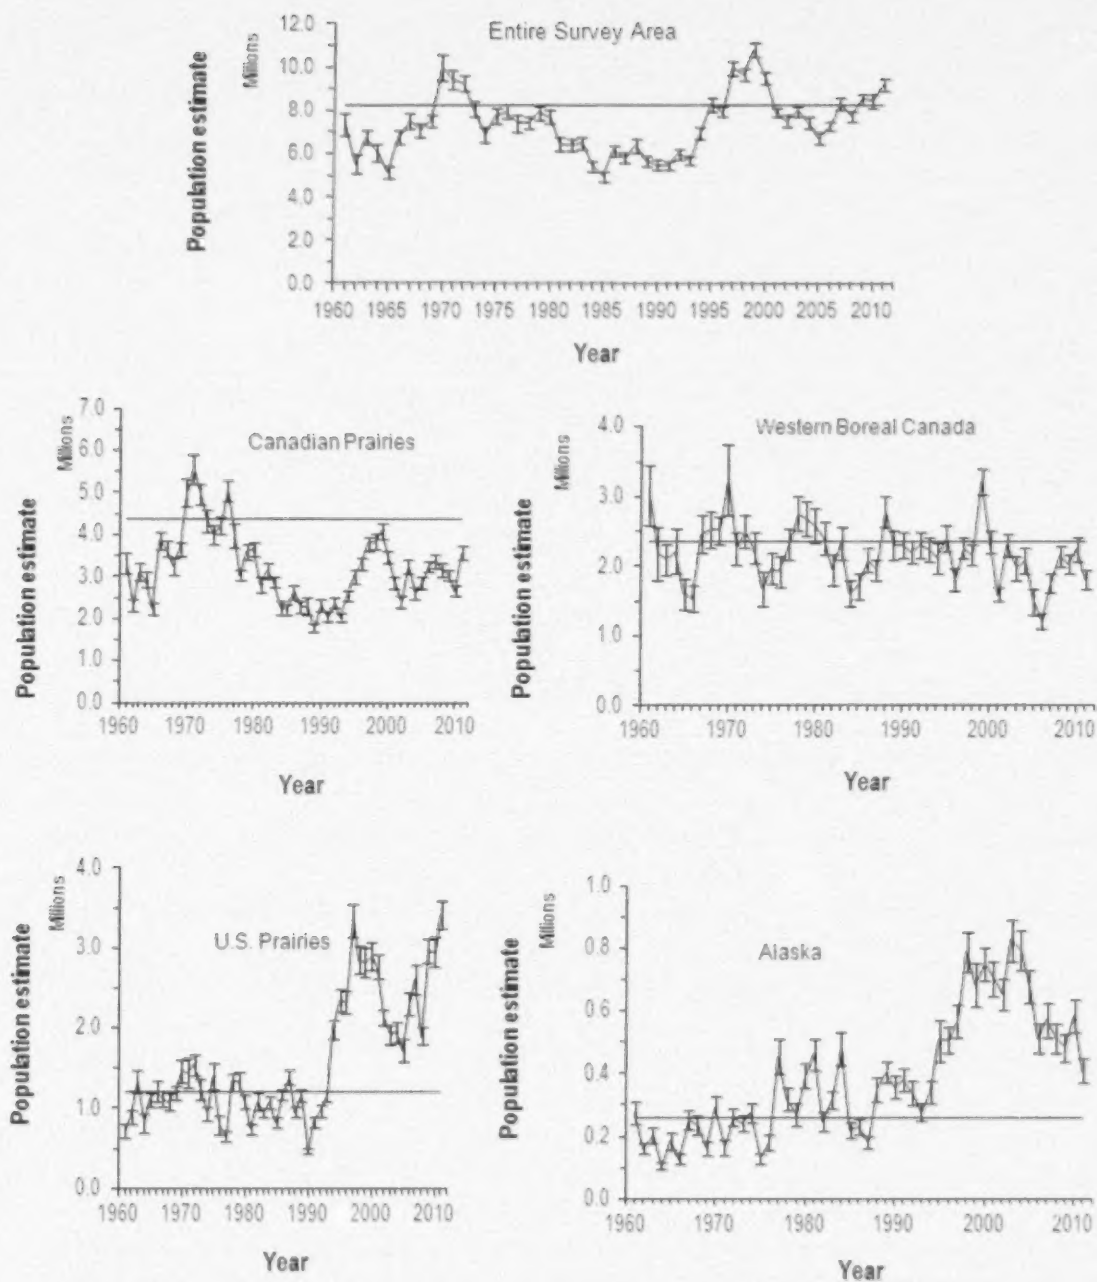 Entire Survey Area
Population estimate
Millions
12.0
10.0
8.0
6.0
4.0
2.0
0.0
1960 1965 1970 1975 1980 1985 1990 1995 2000 2005 2010
Year
Canadian Prairies
Population estimate
Millions
7.0
6.0
5.0
4.0
3.0
2.0
1.0
0.0
1960 1970 1980 1990 2000 2010
Year
Western Boreal Canada
Population estimate
Millions
4.0
3.0
2.0
1.0
0.0
1960 1970 1980 1990 2000 2010
Year
U.S. Prairies
Population estimate
Millions
4.0
3.0
2.0
1.0
0.0
1960 1970 1980 1990 2000 2010
Year
Alaska
Population estimate
Millions
1.0
0.8
0.6
0.4
0.2
0.0
1960 1970 1980 1990 2000 2010
Year